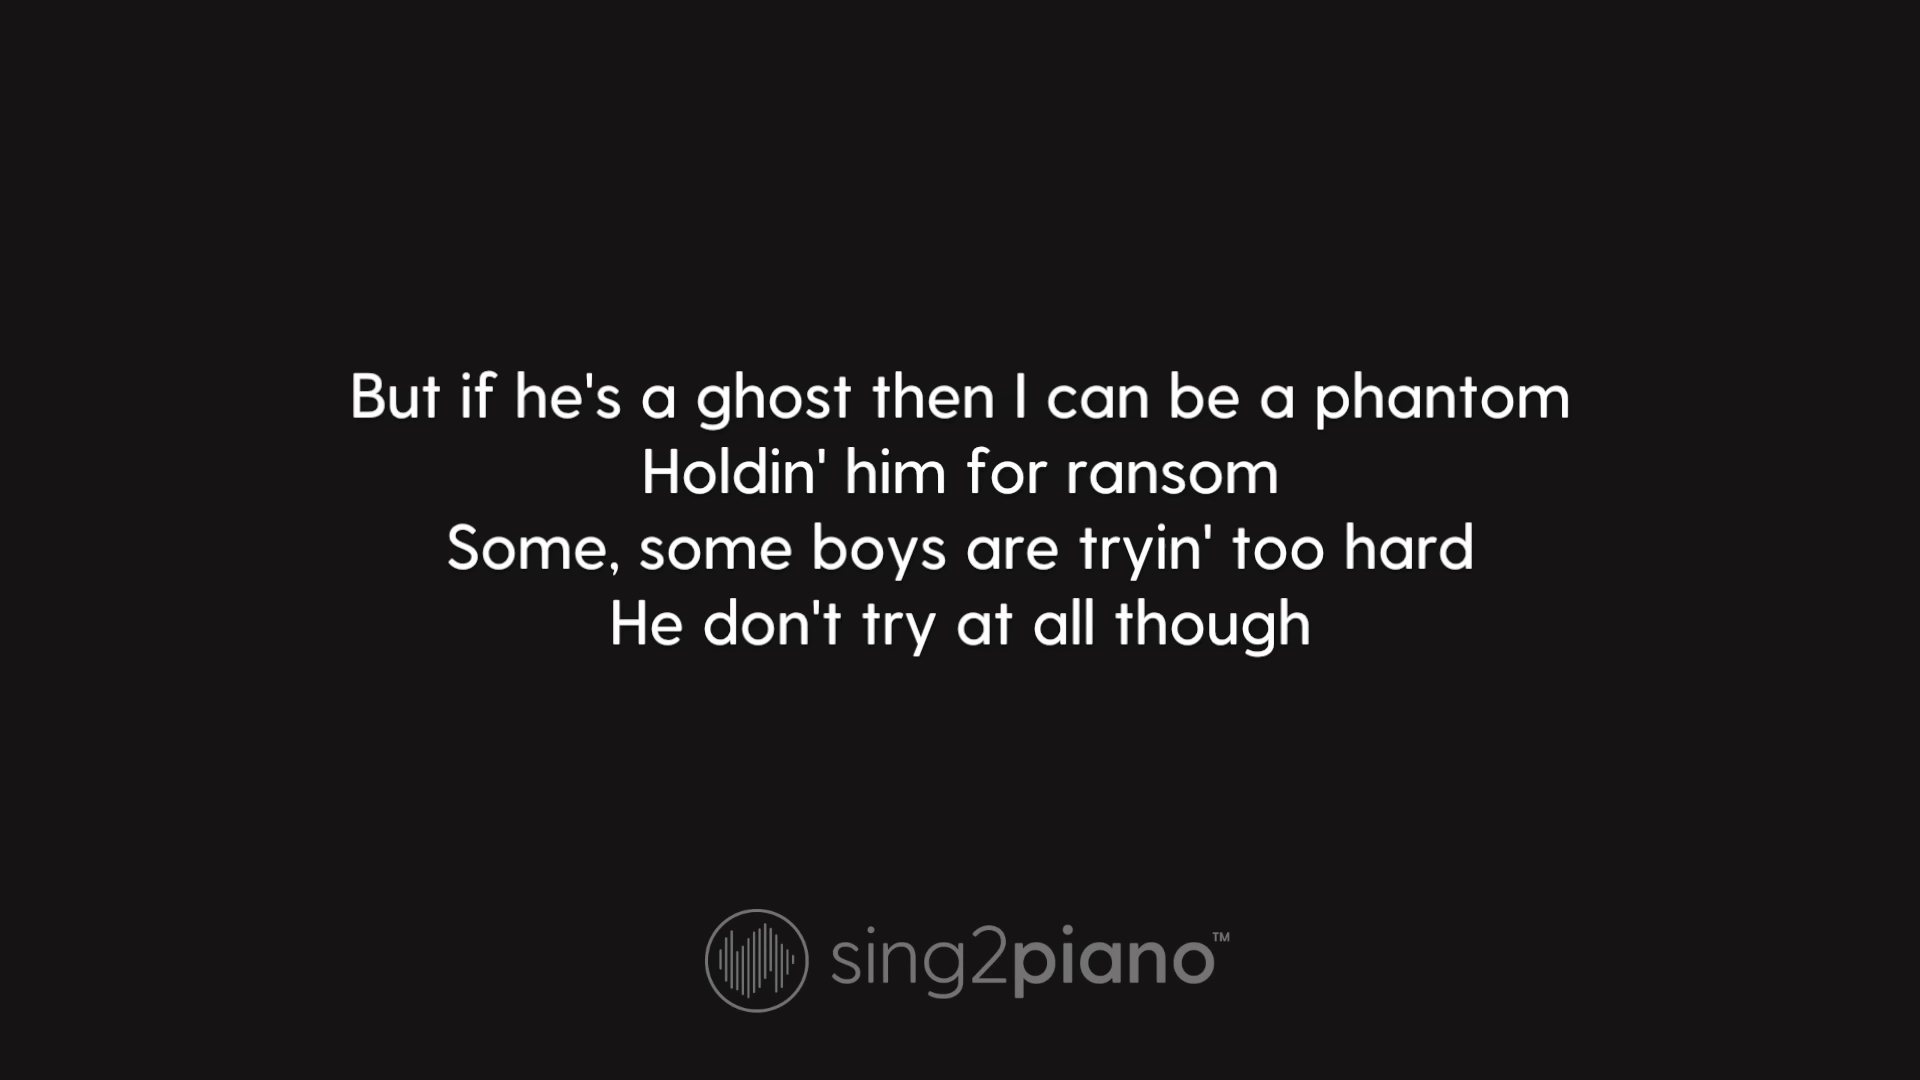 But if he's a ghost then I can be a phantom
Holdin' him for ransom
Some, some boys are tryin' too hard
He don't try at all though
sing2piano™